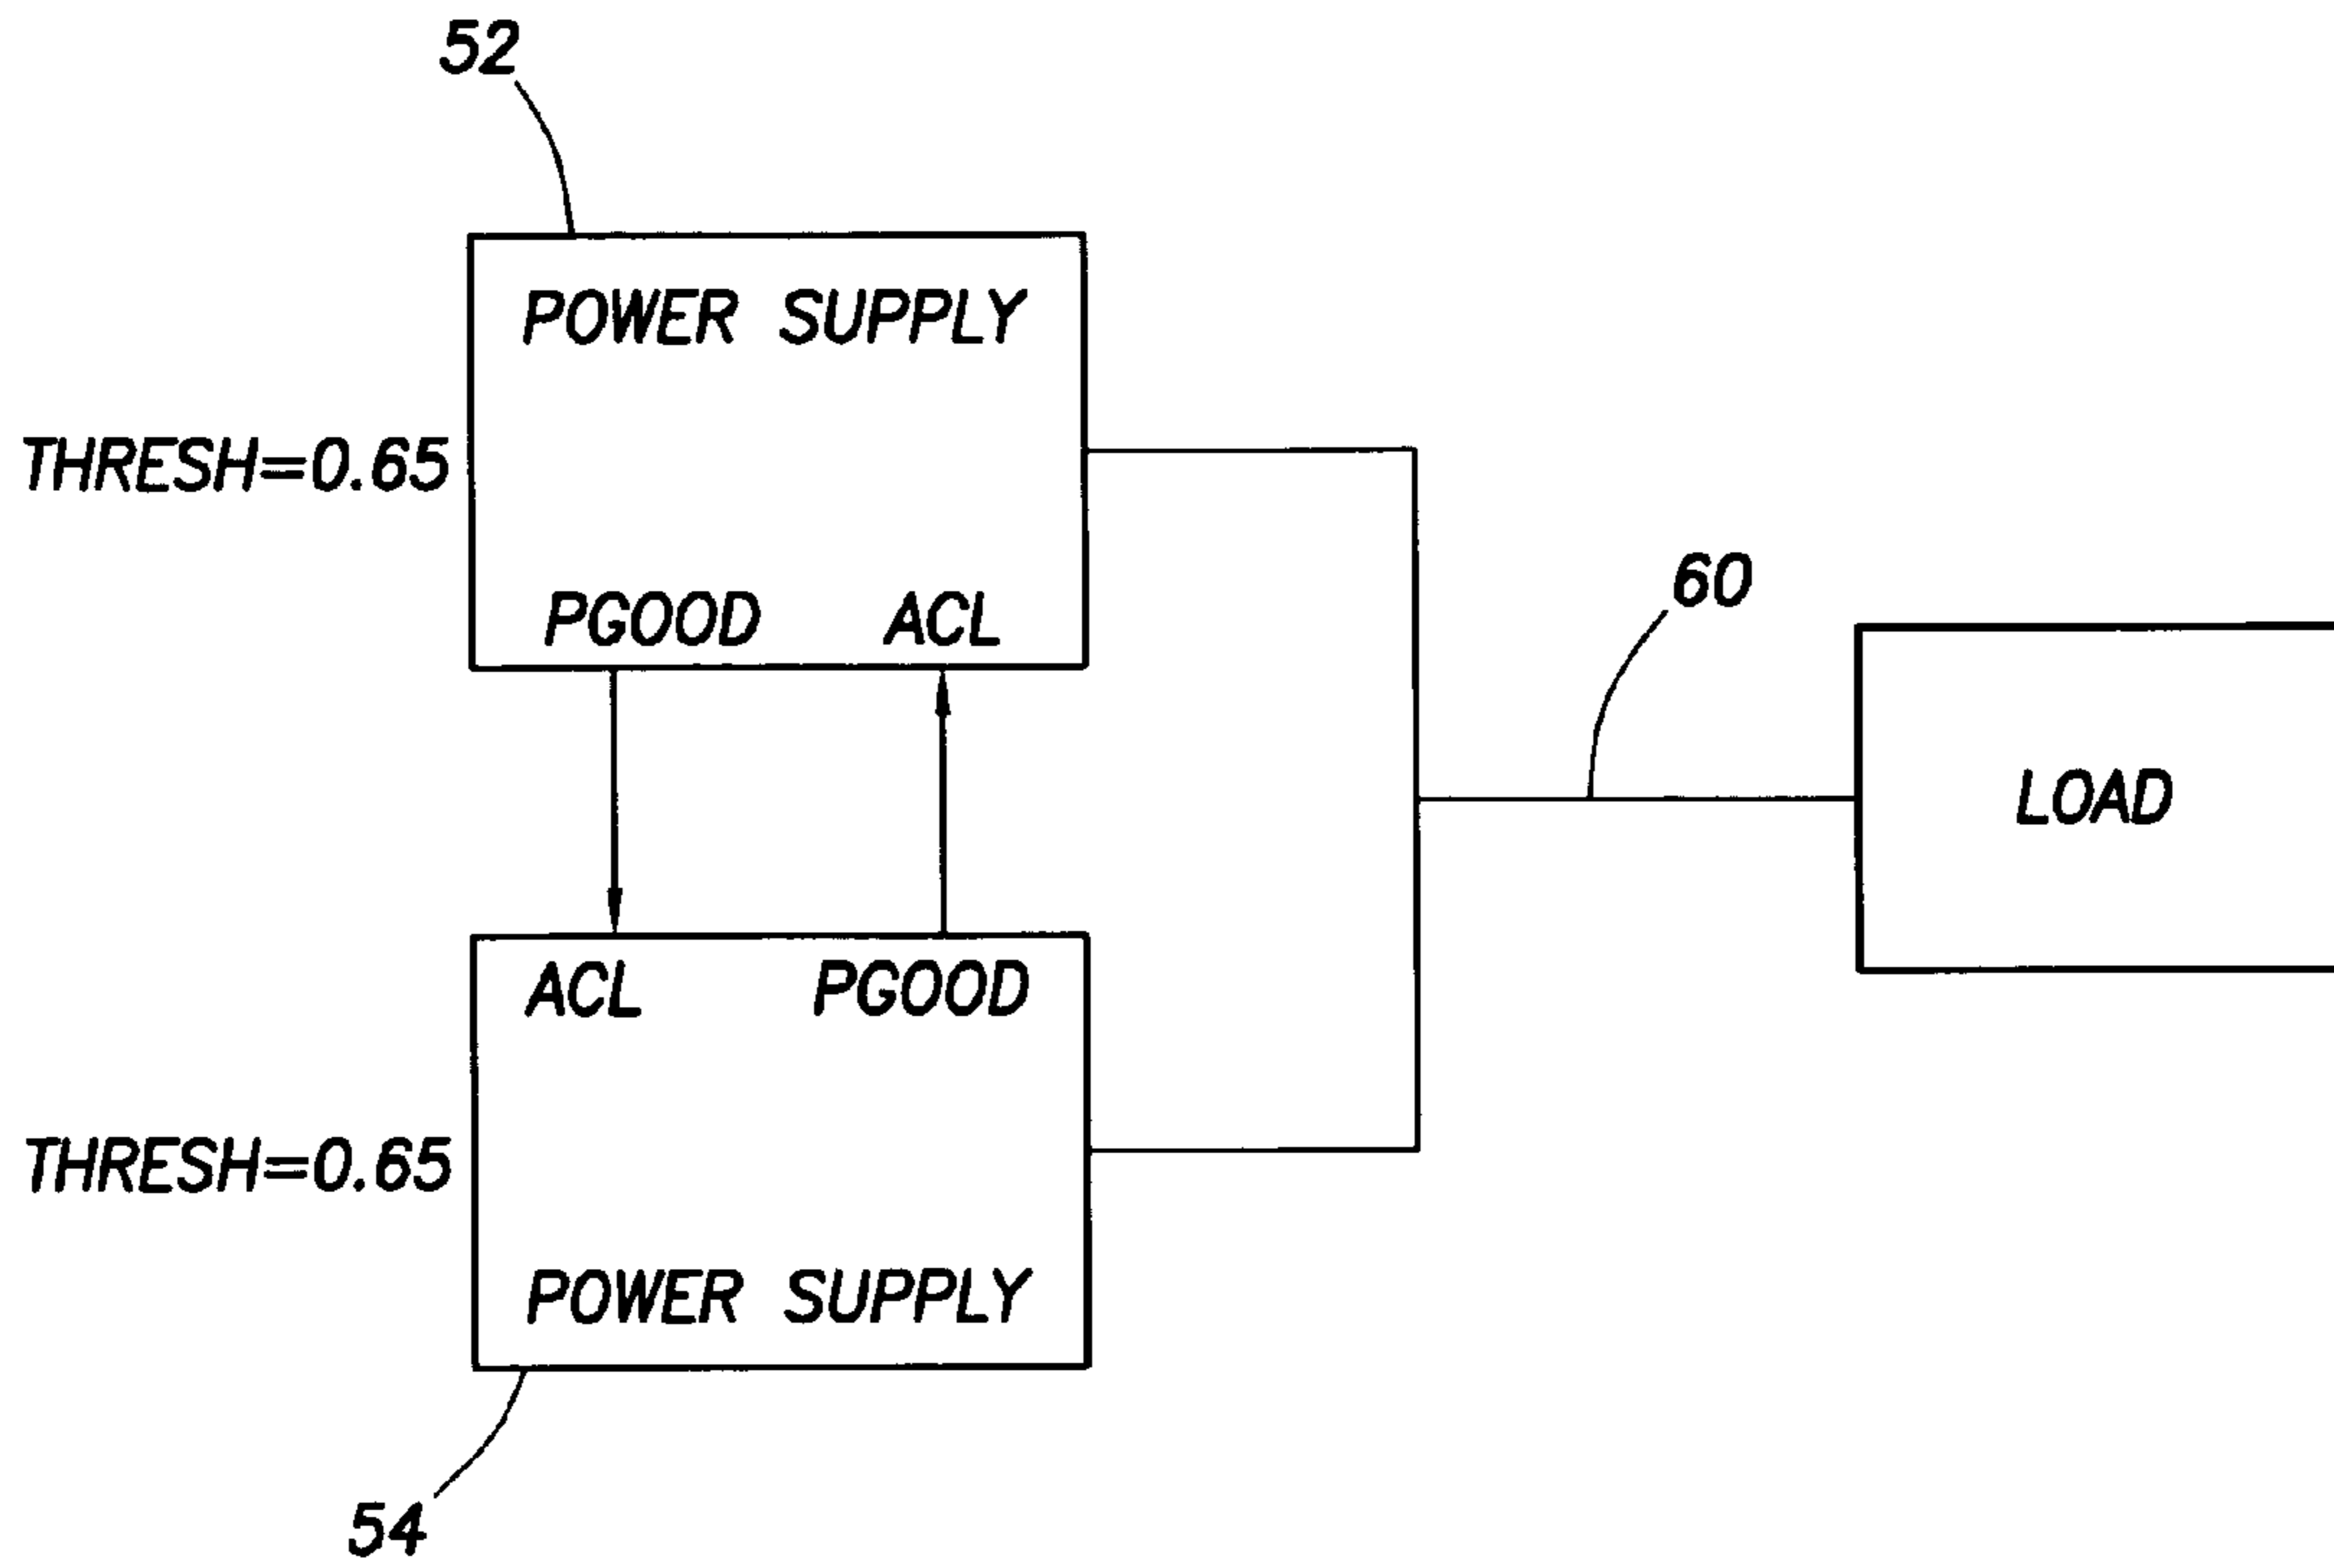 52
POWER SUPPLY
THRESH=0.65
PGOOD ACL
60
LOAD
ACL PGOOD
THRESH=0.65
POWER SUPPLY
54